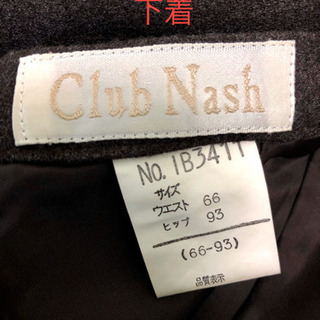 下着
Club Nash
No. IB3411
サイズ
ウエスト 66
ヒップ 93
(66-93)
品質表示